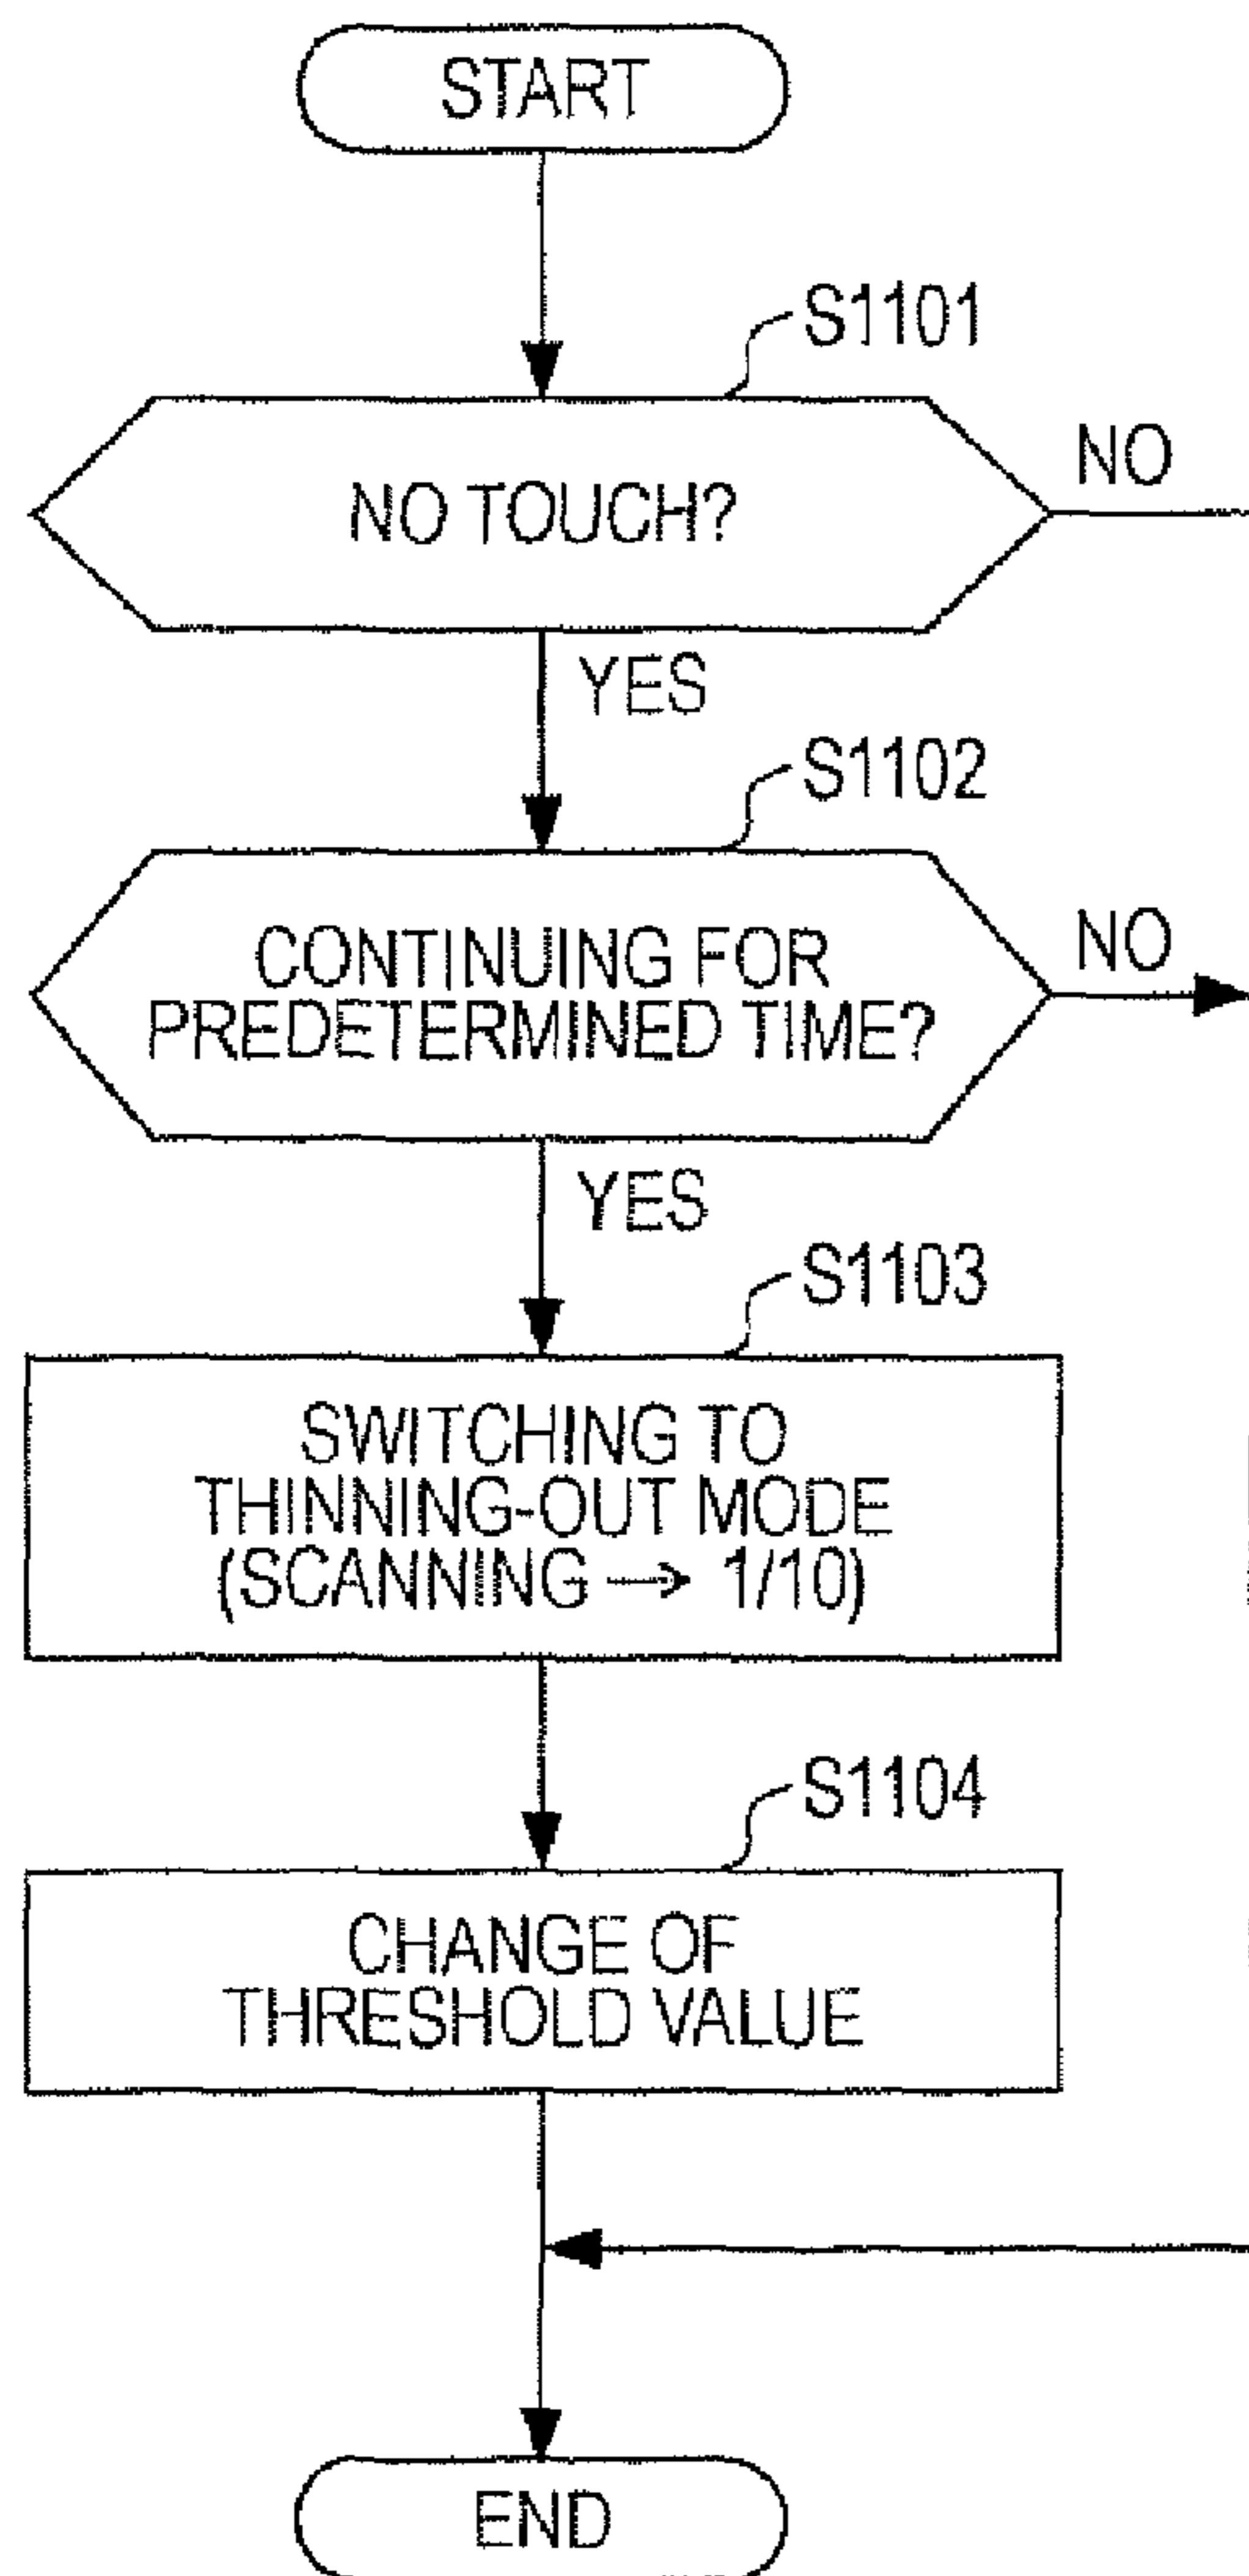 START
S1101
NO TOUCH?
NO
YES
S1102
CONTINUING FOR
PREDETERMINED TIME?
NO
YES
S1103
SWITCHING TO
THINNING-OUT MODE
(SCANNING → 1/10)
S1104
CHANGE OF
THRESHOLD VALUE
END